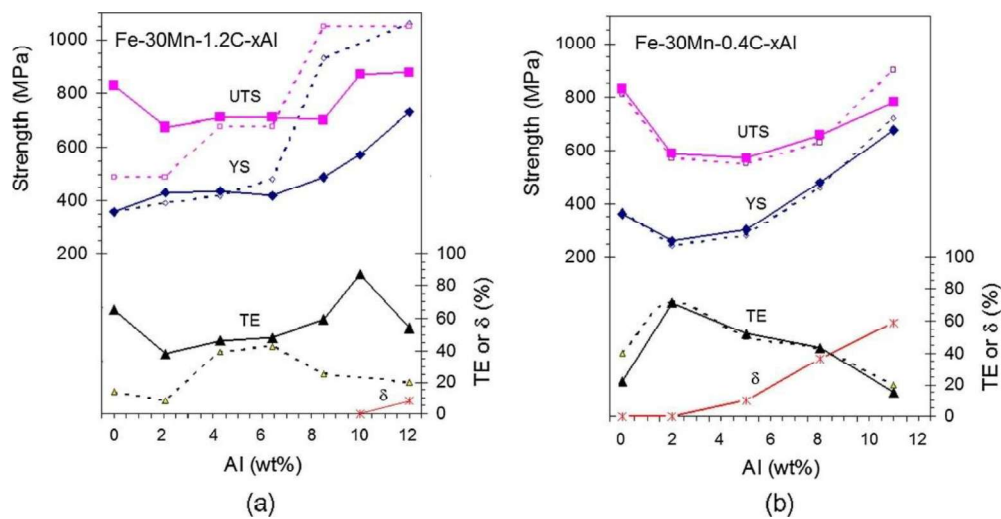 Fe-30Mn-1.2C-xAl
Strength (MPa)
1000
800
600
400
200
UTS
YS
TE
δ
100
80
60
40
20
0
TE or δ (%)
0 2 4 6 8 10 12
Al (wt%)
(a)
Fe-30Mn-0.4C-xAl
Strength (MPa)
1000
800
600
400
200
UTS
YS
TE
δ
100
80
60
40
20
0
TE or δ (%)
0 2 4 6 8 10 12
Al (wt%)
(b)